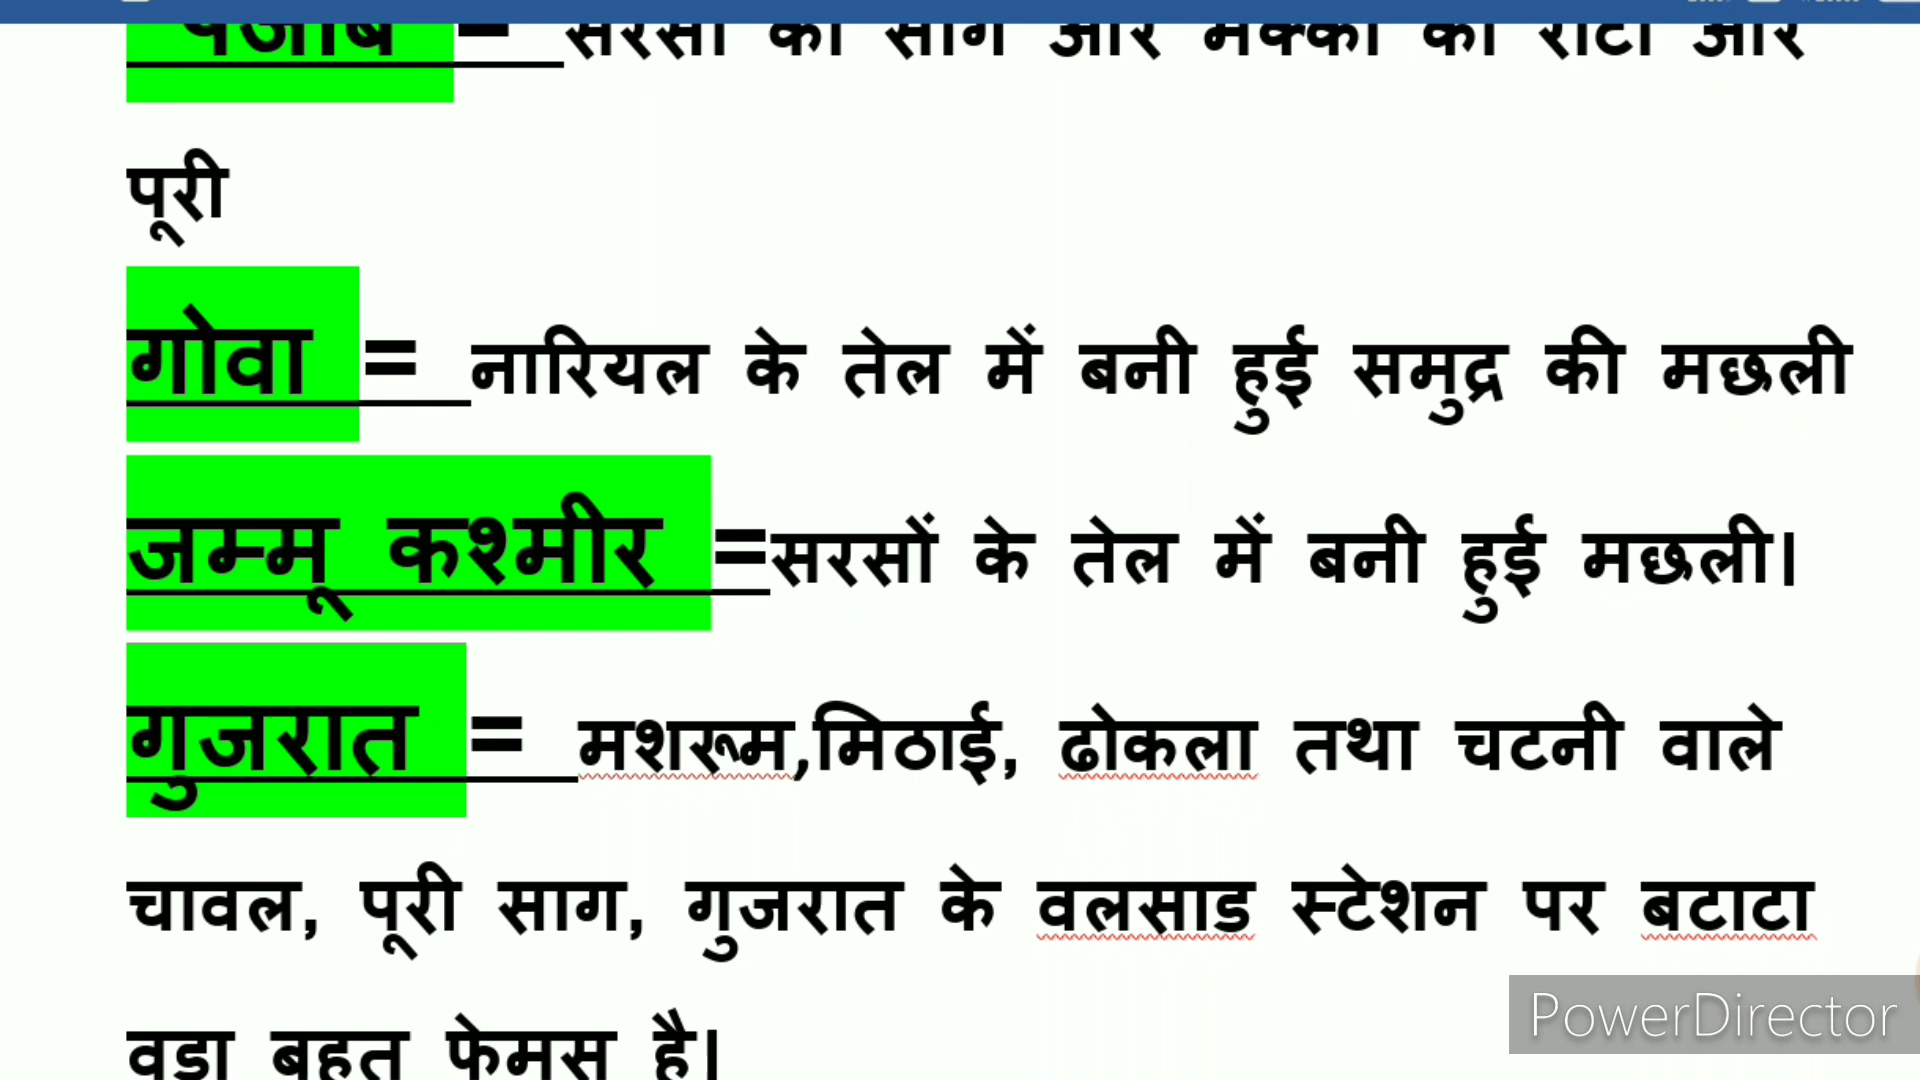 पंजाब = सरसों का साग और मक्का की रोटी और
पूरी
गोवा = नारियल के तेल में बनी हुई समुद्र की मछली
जम्मू कश्मीर =सरसों के तेल में बनी हुई मछली।
गुजरात = मशरूम,मिठाई, ढोकला तथा चटनी वाले
चावल, पूरी साग, गुजरात के वलसाड स्टेशन पर बटाटा
वडा बहुत फेमस है।
PowerDirector